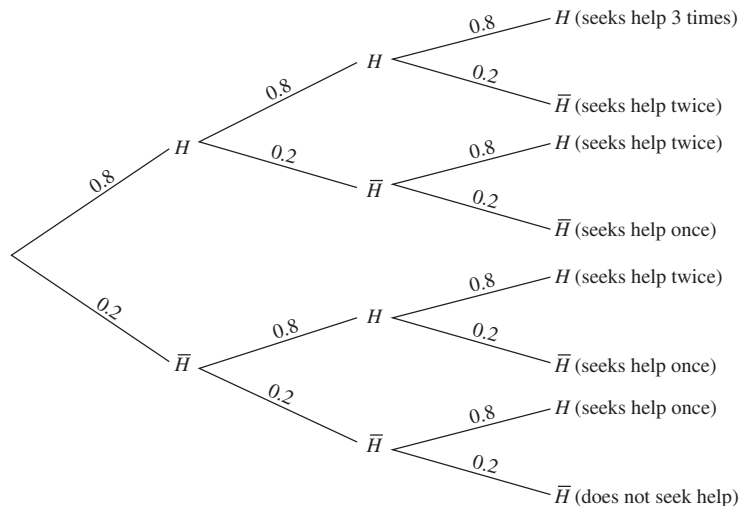 0.8
H (seeks help 3 times)
0.8
H
0.2
H̅ (seeks help twice)
0.8
H
0.2
H̅
0.8
H (seeks help twice)
0.2
H̅ (seeks help once)
0.2
H̅
0.8
H
0.8
H (seeks help twice)
0.2
H̅ (seeks help once)
0.2
H̅
0.8
H (seeks help once)
0.2
H̅ (does not seek help)